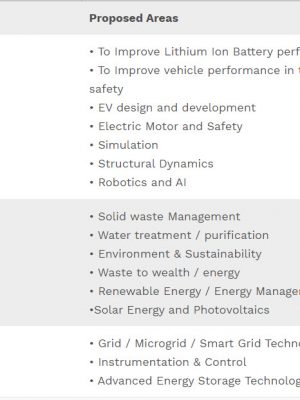 Proposed Areas
• To Improve Lithium Ion Battery perf
• To Improve vehicle performance in
safety
• EV design and development
• Electric Motor and Safety
• Simulation
• Structural Dynamics
• Robotics and AI
• Solid waste Management
• Water treatment / purification
• Environment & Sustainability
• Waste to wealth / energy
• Renewable Energy / Energy Manage
•Solar Energy and Photovoltaics
• Grid / Microgrid / Smart Grid Techn
• Instrumentation & Control
• Advanced Energy Storage Technolog